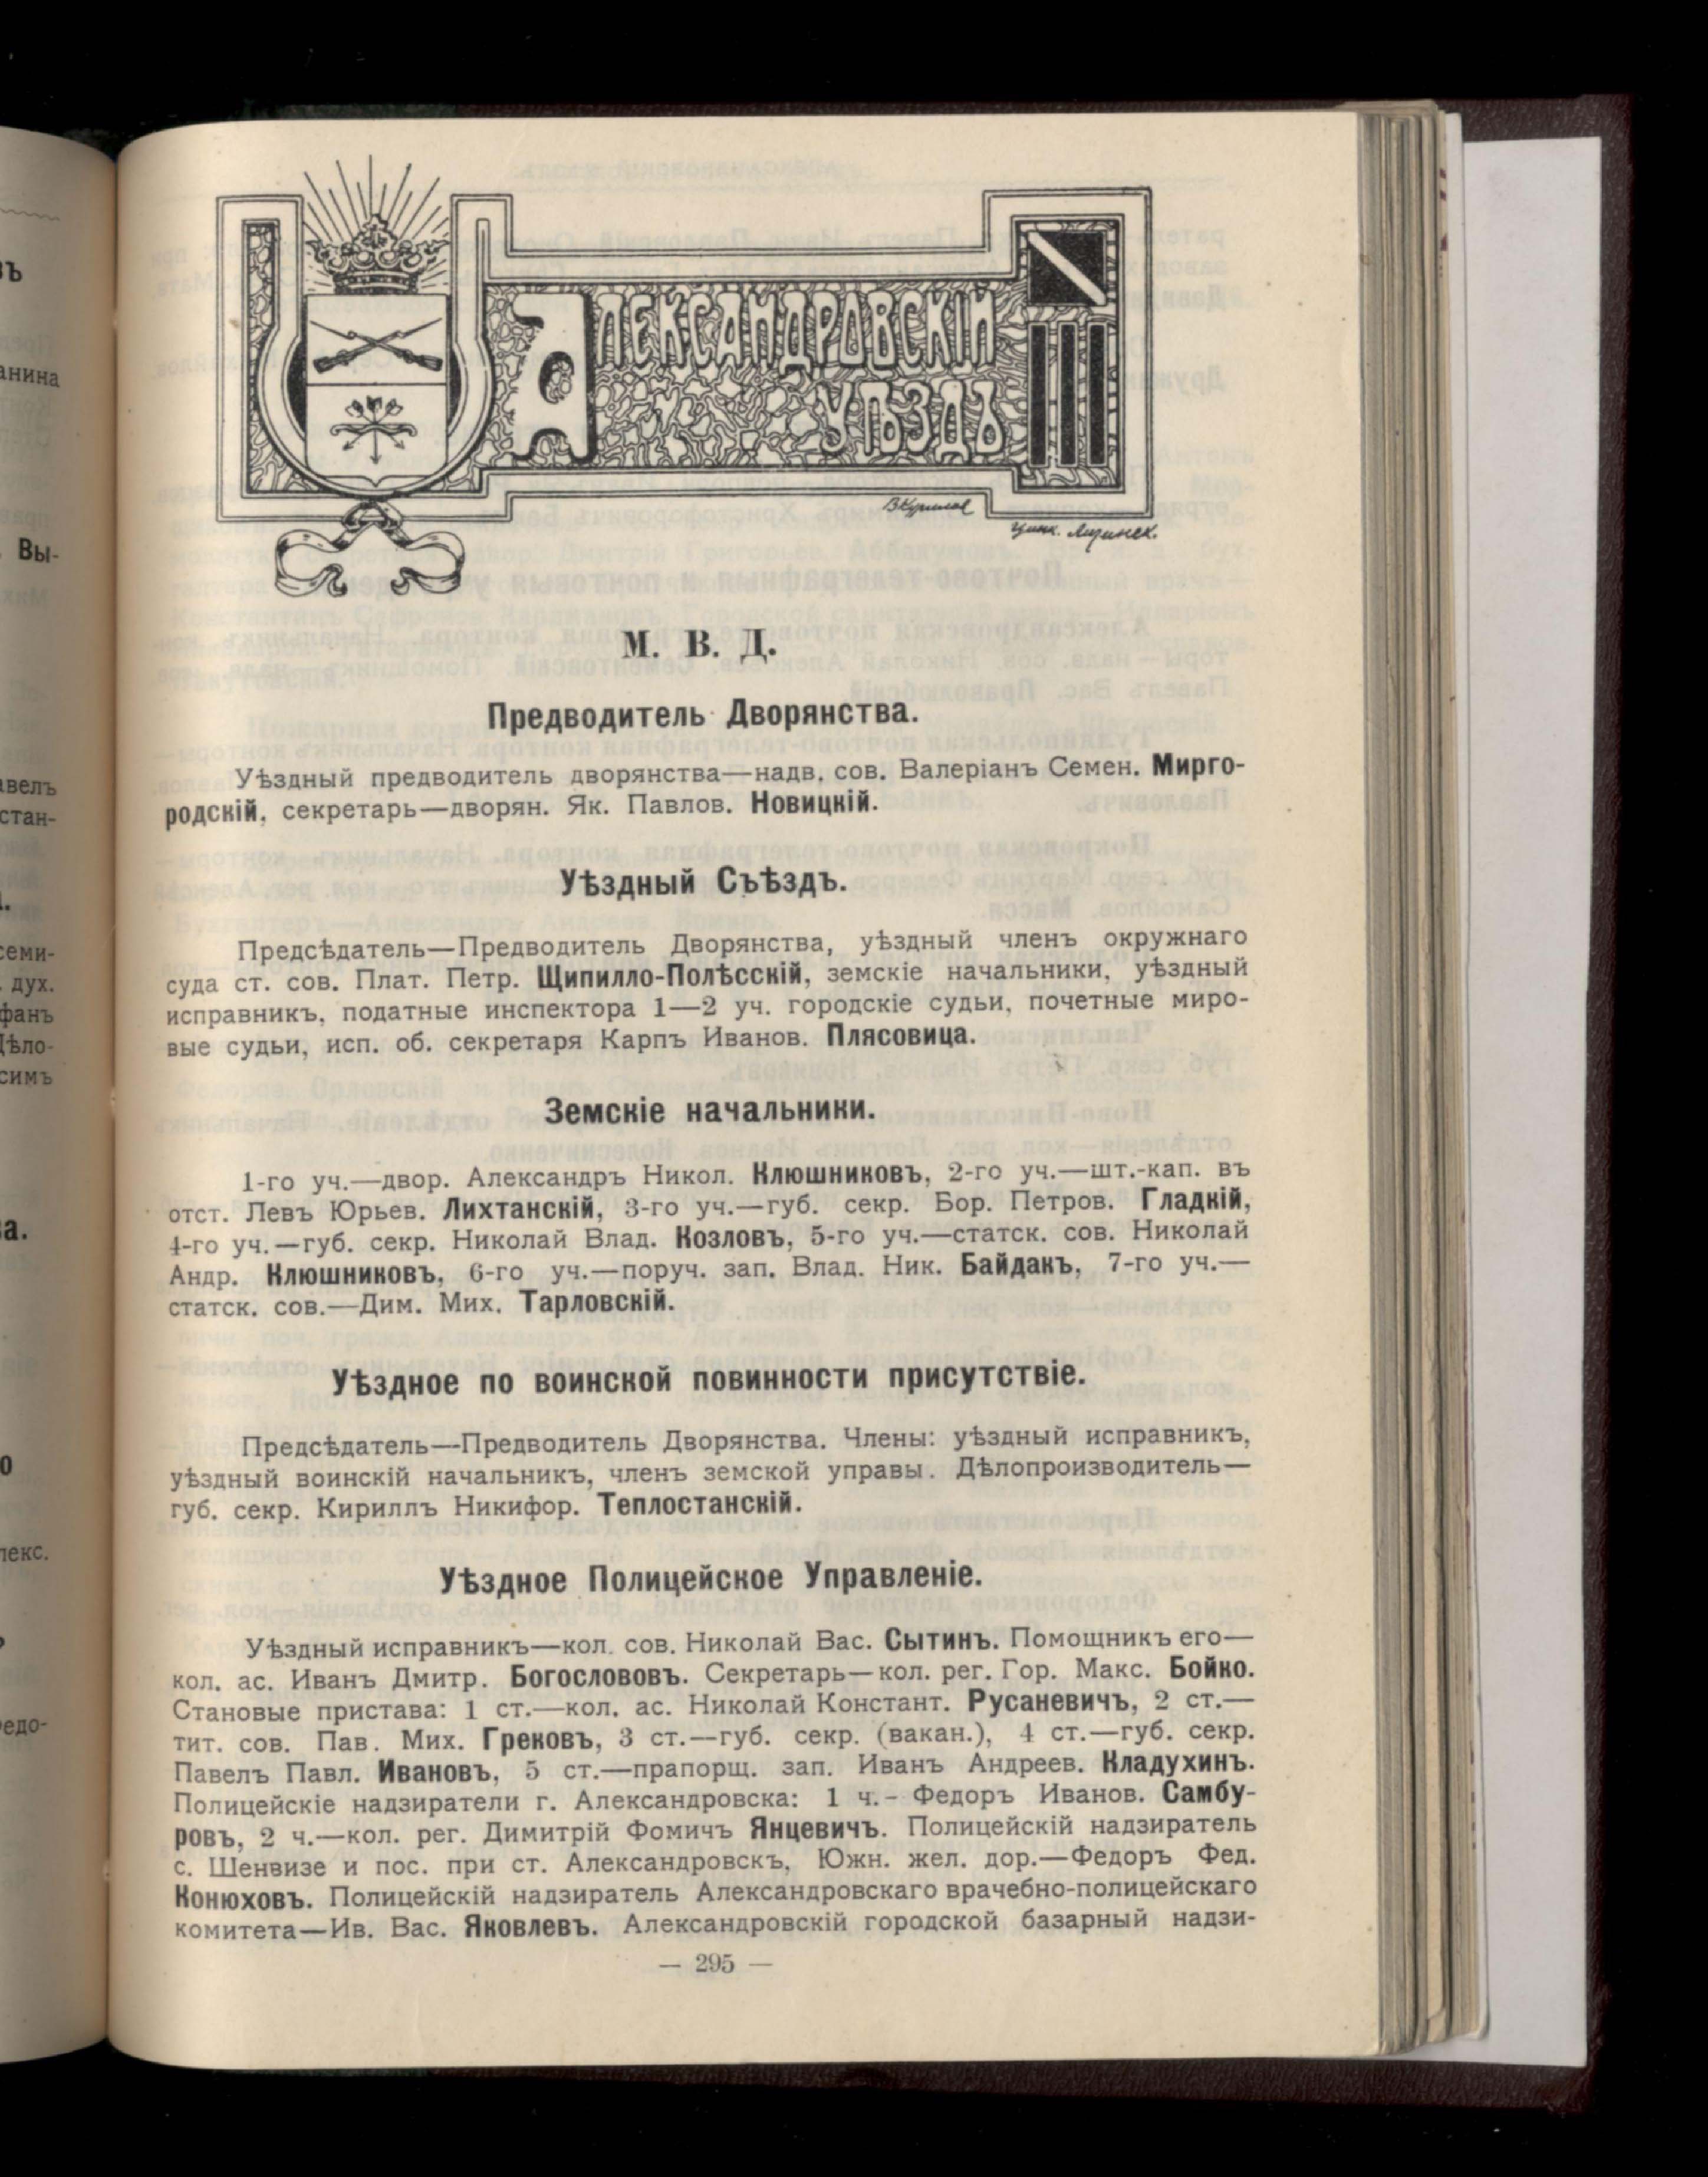 Александровскій
уѣздъ
цинк. Яцинск.
М. В. Д.
Предводитель Дворянства.
Уѣздный предводитель дворянства—надв. сов. Валеріанъ Семен. Мирго-
родскій, секретарь—дворян. Як. Павлов. Новицкій.
Уѣздный Съѣздъ.
Предсѣдатель—Предводитель Дворянства, уѣздный членъ окружнаго
суда ст. сов. Плат. Петр. Щипилло-Полѣсскій, земскіе начальники, уѣздный
исправникъ, податные инспектора 1—2 уч. городскіе судьи, почетные миро-
вые судьи, исп. об. секретаря Карпъ Иванов. Плясовица.
Земскіе начальники.
1-го уч.—двор. Александръ Никол. Клюшниковъ, 2-го уч.—шт.-кап. въ
отст. Левъ Юрьев. Лихтанскій, 3-го уч.—губ. секр. Бор. Петров. Гладкій,
4-го уч.—губ. секр. Николай Влад. Козловъ, 5-го уч.—статск. сов. Николай
Андр. Клюшниковъ, 6-го уч.—поруч. зап. Влад. Ник. Байдакъ, 7-го уч.—
статск. сов.—Дим. Мих. Тарловскій.
Уѣздное по воинской повинности присутствіе.
Предсѣдатель—Предводитель Дворянства. Члены: уѣздный исправникъ,
уѣздный воинскій начальникъ, членъ земской управы. Дѣлопроизводитель—
губ. секр. Кириллъ Никифор. Теплостанскій.
Уѣздное Полицейское Управленіе.
Уѣздный исправникъ—кол. сов. Николай Вас. Сытинъ. Помощникъ его—
кол. ас. Иванъ Дмитр. Богослововъ. Секретарь—кол. рег. Гор. Макс. Бойко.
Становые пристава: 1 ст.—кол. ас. Николай Констант. Русаневичъ, 2 ст.—
тит. сов. Пав. Мих. Грековъ, 3 ст.—губ. секр. (вакан.), 4 ст.—губ. секр.
Павелъ Павл. Ивановъ, 5 ст.—прапорщ. зап. Иванъ Андреев. Кладухинъ.
Полицейскіе надзиратели г. Александровска: 1 ч.- Федоръ Иванов. Самбу-
ровъ, 2 ч.—кол. рег. Димитрій Фомичъ Янцевичъ. Полицейскій надзиратель
с. Шенвизе и пос. при ст. Александровскъ, Южн. жел. дор.—Федоръ Фед.
Конюховъ. Полицейскій надзиратель Александровскаго врачебно-полицейскаго
комитета—Ив. Вас. Яковлевъ. Александровскій городской базарный надзи-
— 295 —